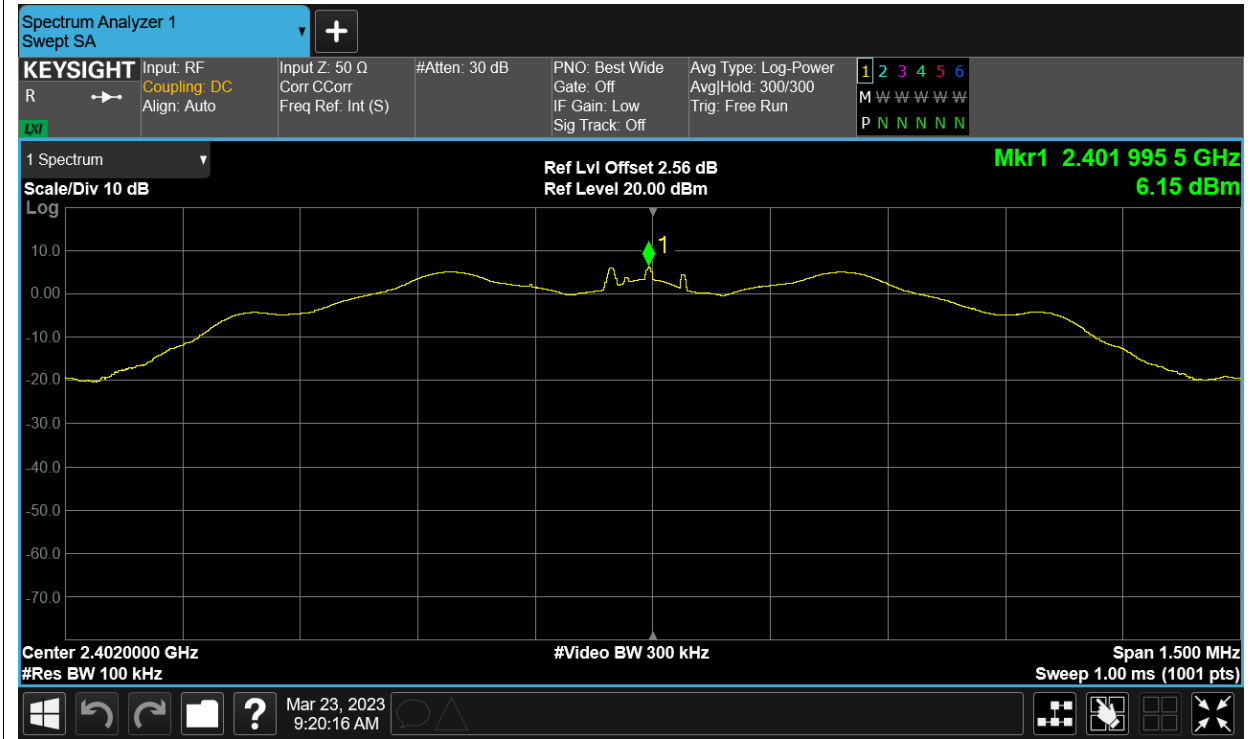 Spectrum Analyzer 1
Swept SA
+
KEYSIGHT
R
LXI
Input: RF
Coupling: DC
Align: Auto
Input Z: 50 Ω
Corr CCorr
Freq Ref: Int (S)
#Atten: 30 dB
PNO: Best Wide
Gate: Off
IF Gain: Low
Sig Track: Off
Avg Type: Log-Power
Avg|Hold: 300/300
Trig: Free Run
1 2 3 4 5 6
M W W W W W
P N N N N N
1 Spectrum
Scale/Div 10 dB
Log
Ref Lvl Offset 2.56 dB
Ref Level 20.00 dBm
Mkr1 2.401 995 5 GHz
6.15 dBm
1
10.0
0.00
-10.0
-20.0
-30.0
-40.0
-50.0
-60.0
-70.0
Center 2.4020000 GHz
#Res BW 100 kHz
#Video BW 300 kHz
Span 1.500 MHz
Sweep 1.00 ms (1001 pts)
?
Mar 23, 2023
9:20:16 AM